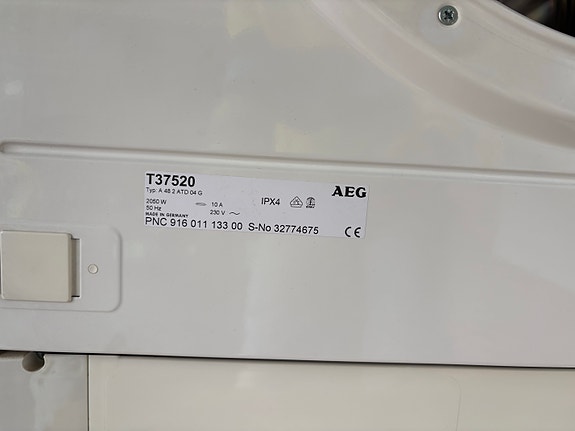 T37520
AEG
Typ. A 48 2 ATD 04 G
2050 W 10 A IPX4
50 Hz 230 V ~
MADE IN GERMANY
PNC 916 011 133 00 S-No 32774675 CE